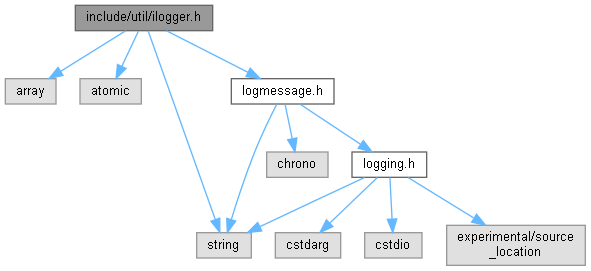 include/util/ilogger.h
array
atomic
logmessage.h
chrono
logging.h
string
cstdarg
cstdio
experimental/source
_location